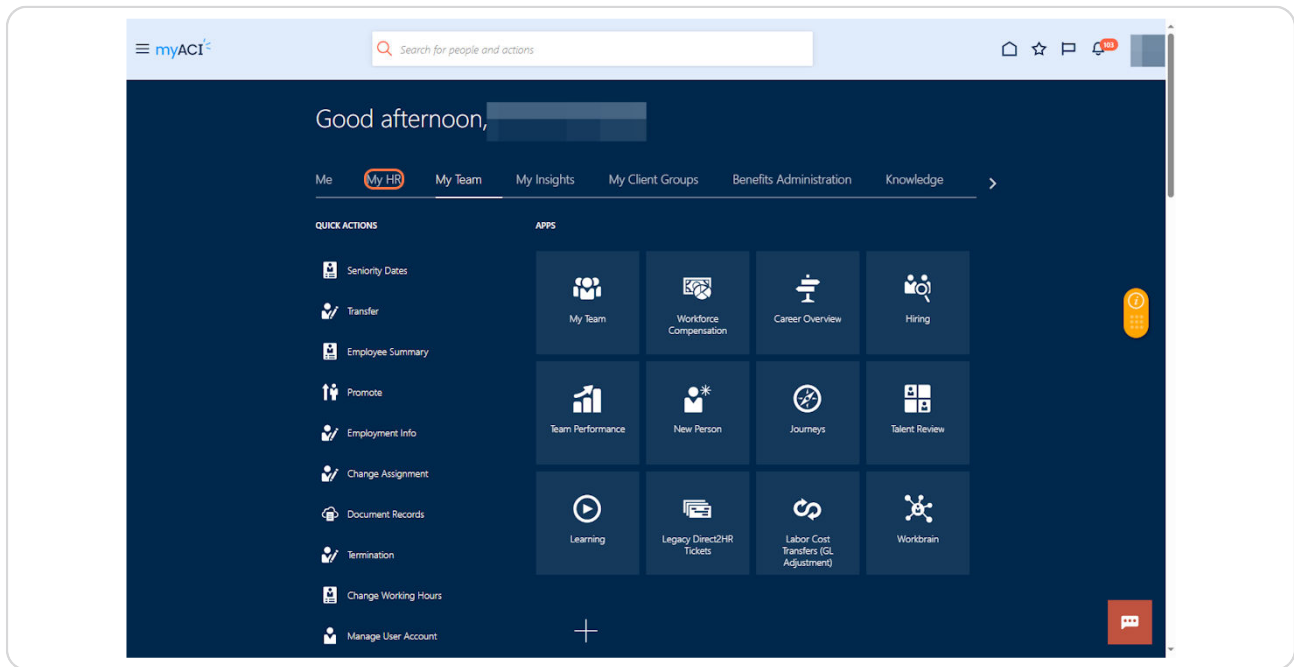 myACI
Search for people and actions
103
Good afternoon,
Me My HR My Team My Insights My Client Groups Benefits Administration Knowledge
QUICK ACTIONS
Seniority Dates
Transfer
Employee Summary
Promote
Employment Info
Change Assignment
Document Records
Termination
Change Working Hours
Manage User Account
APPS
My Team
Workforce
Compensation
Career Overview
Hiring
Team Performance
New Person
Journeys
Talent Review
Learning
Legacy Direct2HR
Tickets
Labor Cost
Transfers (GL
Adjustment)
Workbrain